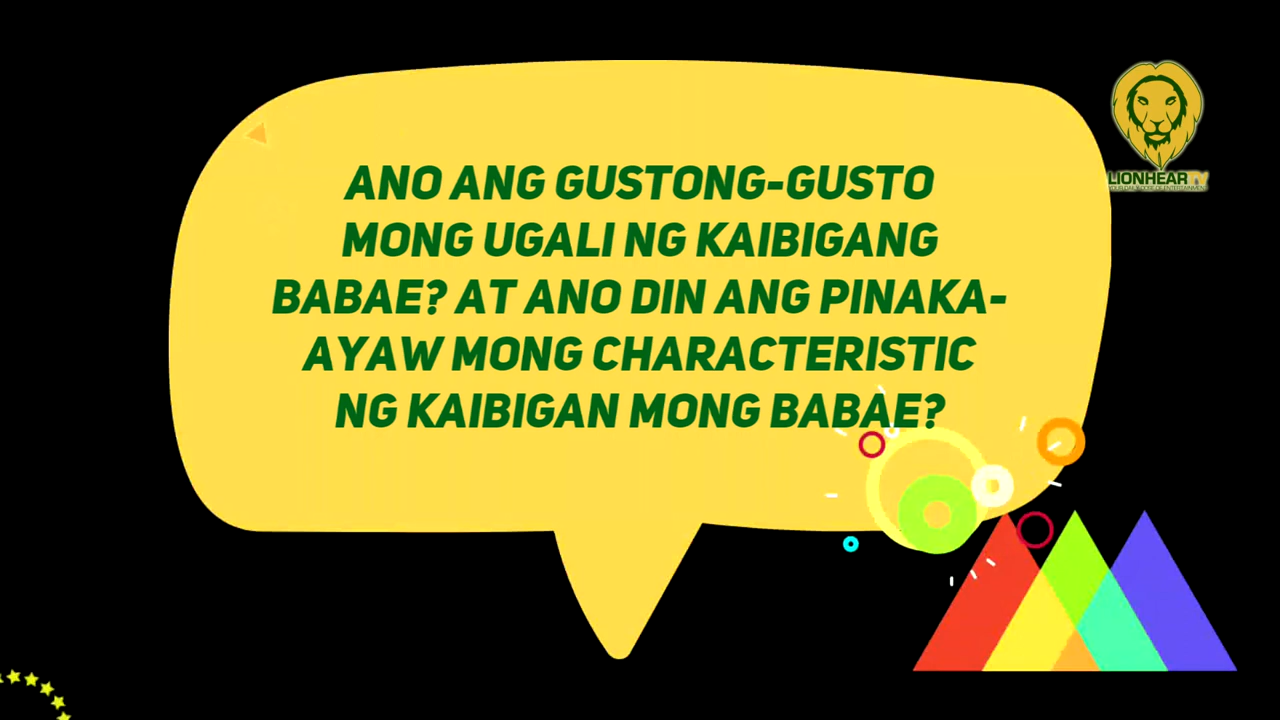 ANO ANG GUSTONG-GUSTO
MONG UGALI NG KAIBIGANG
BABAE? AT ANO DIN ANG PINAKA-
AYAW MONG CHARACTERISTIC
NG KAIBIGAN MONG BABAE?
LIONHEARTV